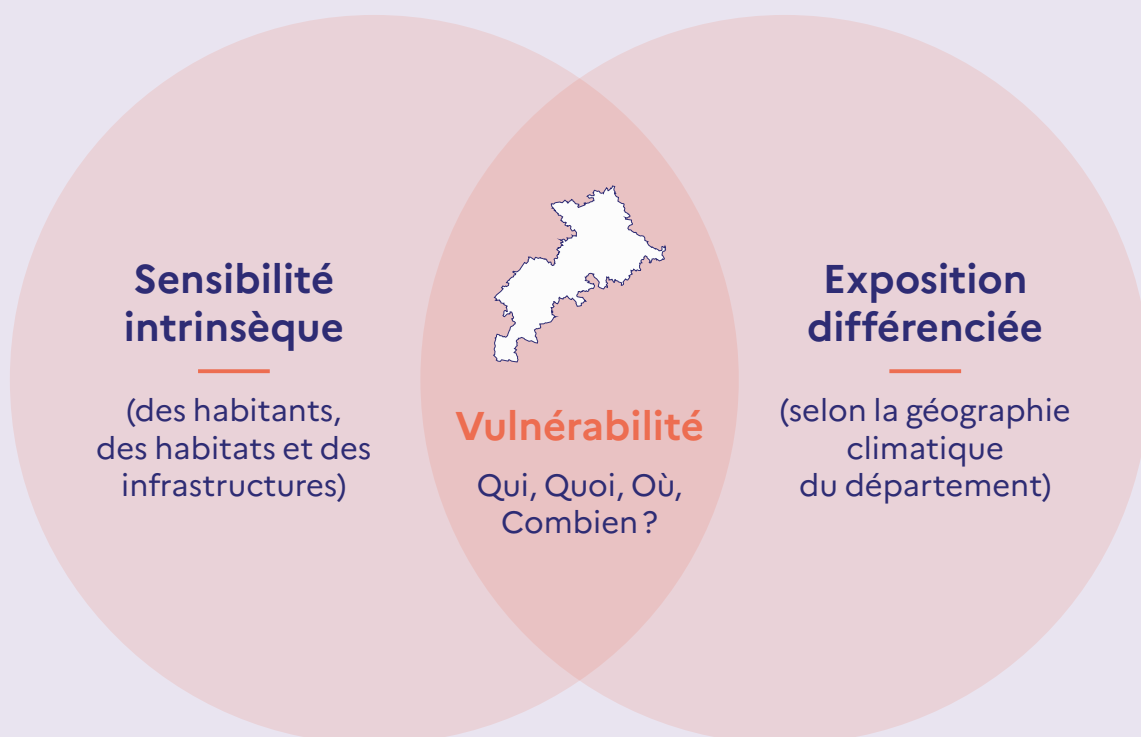 Sensibilité
intrinsèque
(des habitants,
des habitats et des
infrastructures)
Vulnérabilité
Qui, Quoi, Où,
Combien ?
Exposition
différenciée
(selon la géographie
climatique
du département)